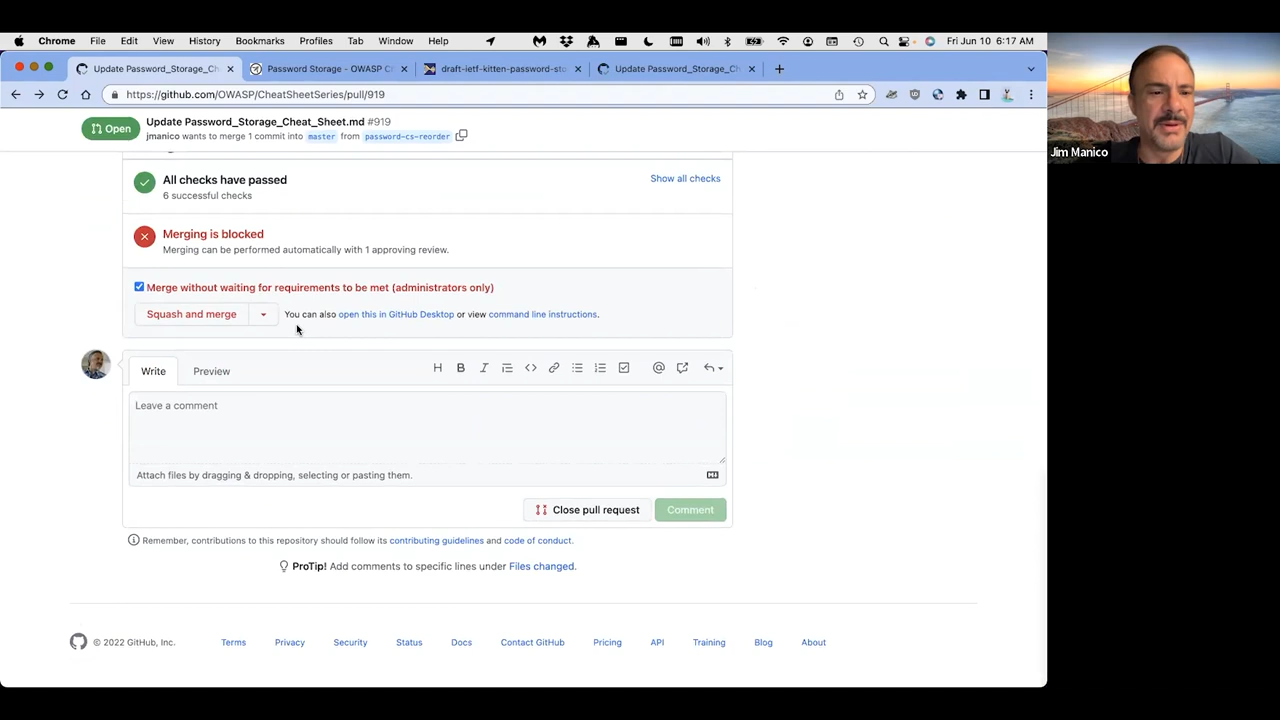 Chrome File Edit View History Bookmarks Profiles Tab Window Help Fri Jun 10 6:17 AM
Update Password_Storage_Ch
Password Storage - OWASP C
draft-ietf-kitten-password-sto
Update Password_Storage_Ch
https://github.com/OWASP/CheatSheetSeries/pull/919
Open
Update Password_Storage_Cheat_Sheet.md #919
jmanico wants to merge 1 commit into master from password-cs-reorder
Jim Manico
All checks have passed
Show all checks
6 successful checks
Merging is blocked
Merging can be performed automatically with 1 approving review.
Merge without waiting for requirements to be met (administrators only)
Squash and merge
You can also open this in GitHub Desktop or view command line instructions.
Write Preview
Leave a comment
Attach files by dragging & dropping, selecting or pasting them.
Close pull request
Comment
Remember, contributions to this repository should follow its contributing guidelines and code of conduct.
ProTip! Add comments to specific lines under Files changed.
© 2022 GitHub, Inc. Terms Privacy Security Status Docs Contact GitHub Pricing API Training Blog About